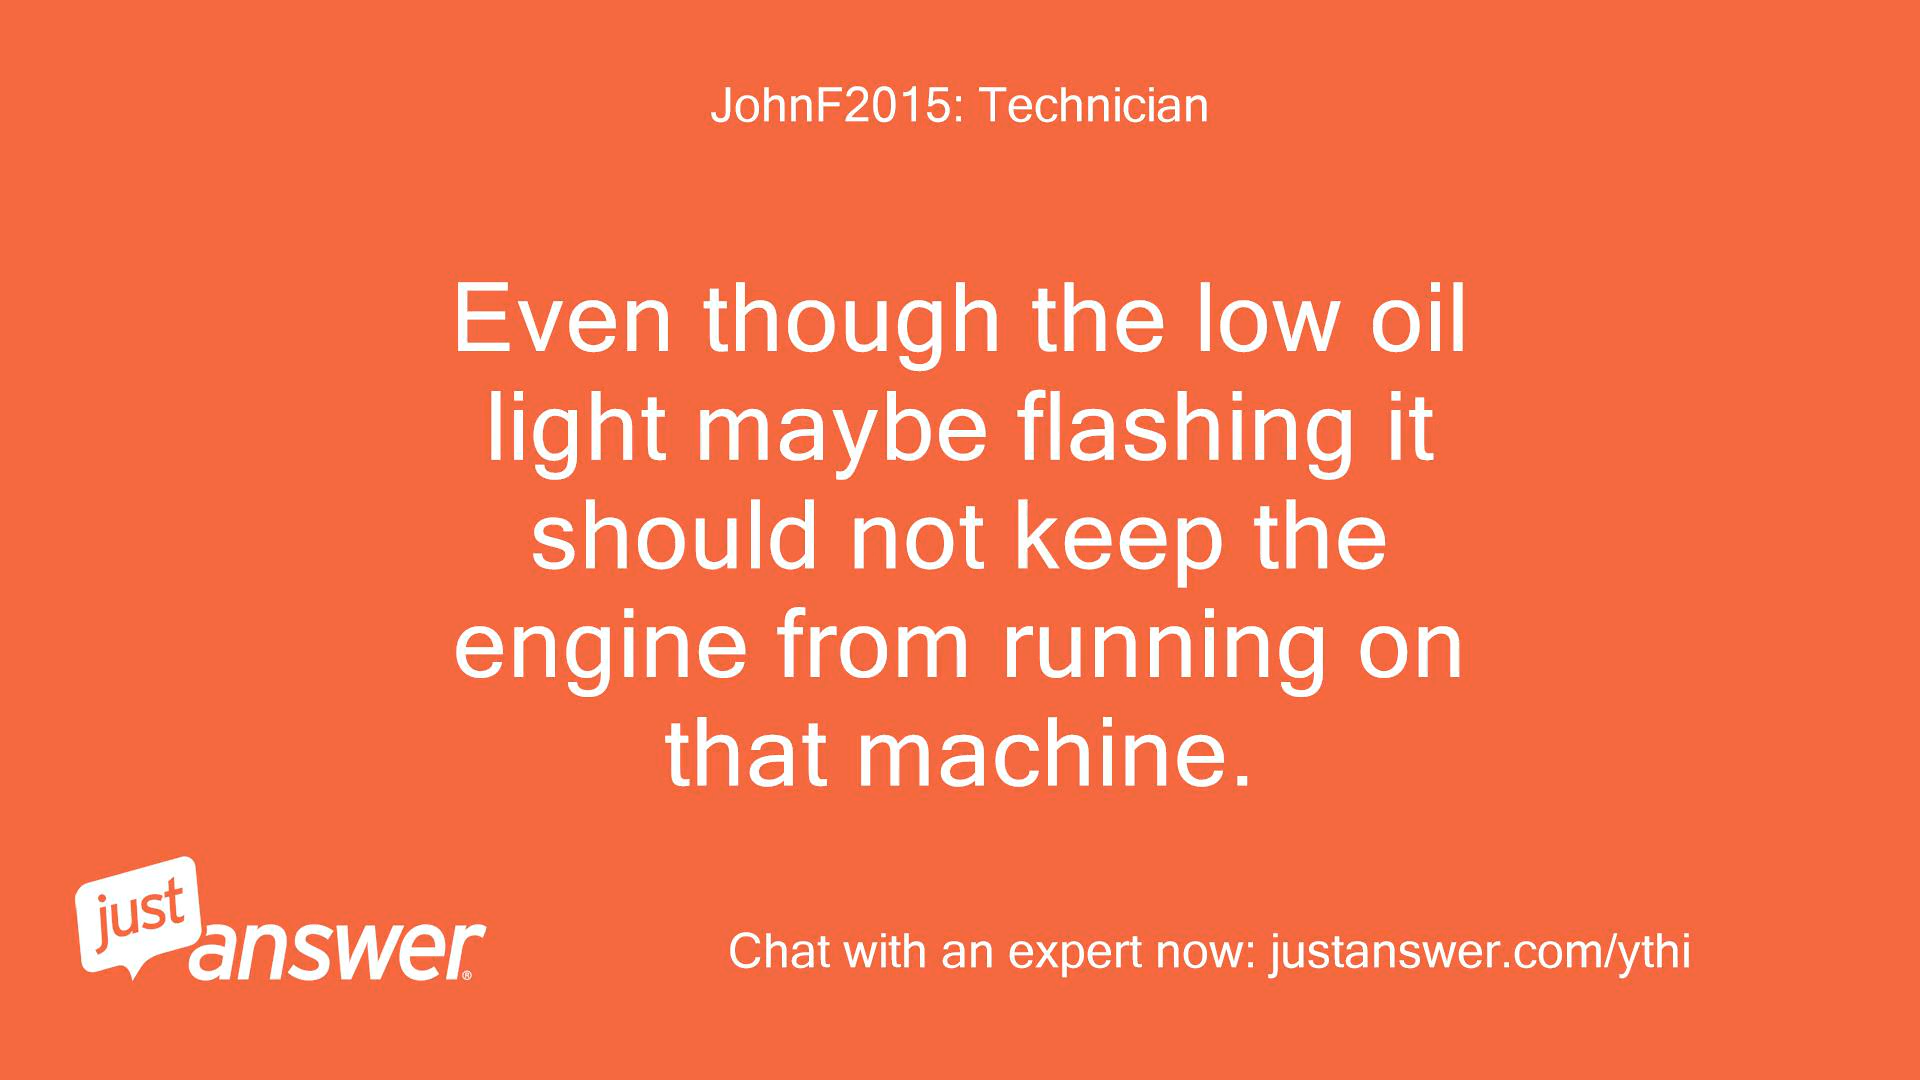 JohnF2015: Technician
Even though the low oil
light maybe flashing it
should not keep the
engine from running on
that machine.
just
answer®
Chat with an expert now: justanswer.com/ythi